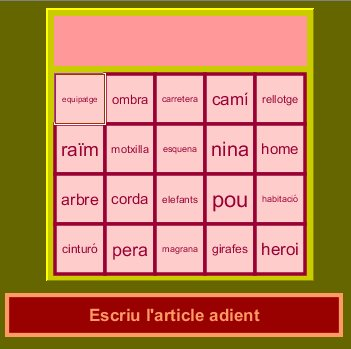 equipatge ombra carretera camí rellotge
raïm motxilla esquena nina home
arbre corda elefants pou habitació
cinturó pera magrana girafes heroi
Escriu l'article adient